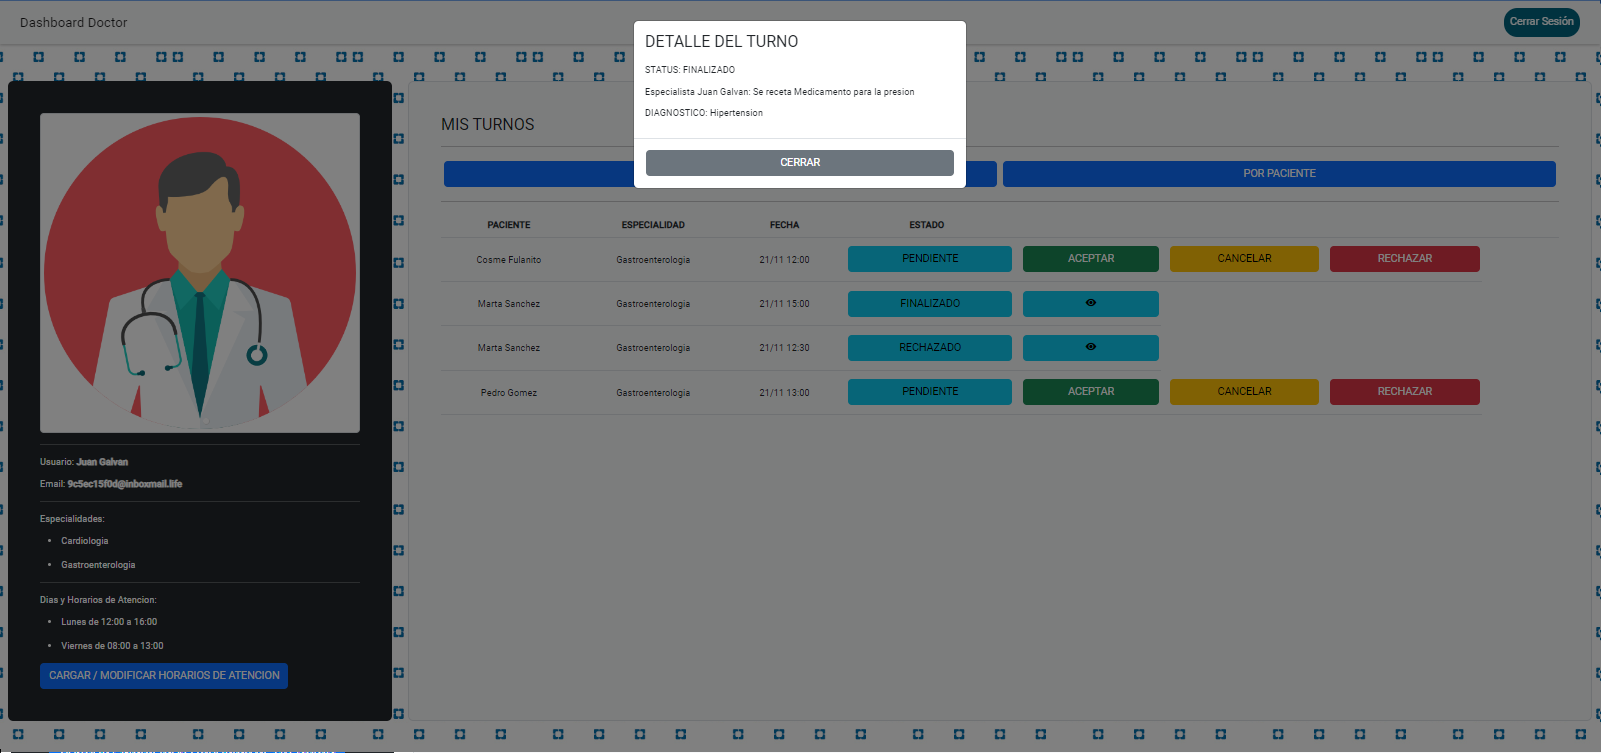 Dashboard Doctor
Cerrar Sesión
DETALLE DEL TURNO
STATUS: FINALIZADO
Especialista Juan Galvan: Se receta Medicamento para la presion
DIAGNOSTICO: Hipertension
CERRAR
Usuario: Juan Galvan
Email: 9c5ec15f0d@inboxmail.life
Especialidades:
Cardiologia
Gastroenterologia
Dias y Horarios de Atencion:
Lunes de 12:00 a 16:00
Viernes de 08:00 a 13:00
CARGAR / MODIFICAR HORARIOS DE ATENCION
MIS TURNOS
POR PACIENTE
PACIENTE ESPECIALIDAD FECHA ESTADO
Cosme Fulanito Gastroenterologia 21/11 12:00 PENDIENTE ACEPTAR CANCELAR RECHAZAR
Marta Sanchez Gastroenterologia 21/11 15:00 FINALIZADO
Marta Sanchez Gastroenterologia 21/11 12:30 RECHAZADO
Pedro Gomez Gastroenterologia 21/11 13:00 PENDIENTE ACEPTAR CANCELAR RECHAZAR